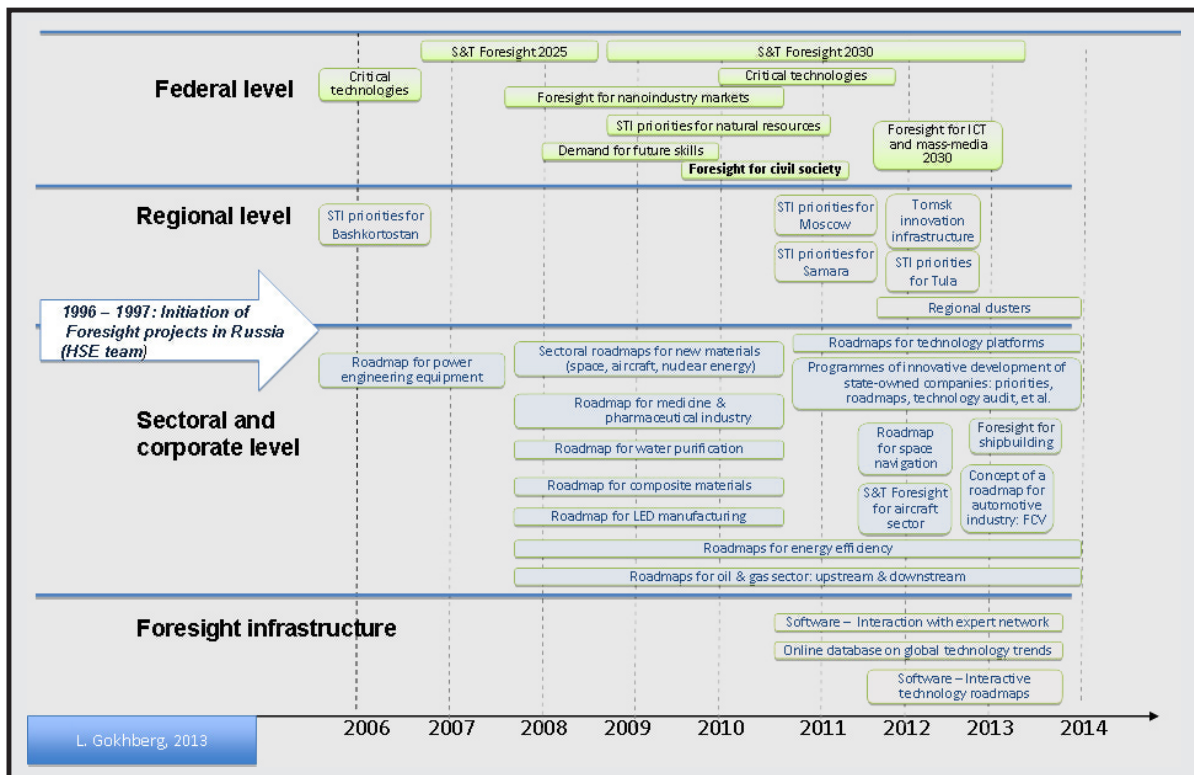 S&T Foresight 2025
S&T Foresight 2030
Federal level
Critical
technologies
Critical technologies
Foresight for nanoindustry markets
STI priorities for natural resources
Foresight for ICT
and mass-media
2030
Demand for future skills
Foresight for civil society
Regional level
STI priorities for
Bashkortostan
STI priorities for
Moscow
Tomsk
innovation
infrastructure
STI priorities for
Samara
STI priorities
for Tula
Regional clusters
1996 – 1997: Initiation of
Foresight projects in Russia
(HSE team)
Roadmap for power
engineering equipment
Sectoral roadmaps for new materials
(space, aircraft, nuclear energy)
Roadmaps for technology platforms
Programmes of innovative development of
state-owned companies: priorities,
roadmaps, technology audit, et al.
Sectoral and
corporate level
Roadmap for medicine &
pharmaceutical industry
Roadmap for water purification
Roadmap
for space
navigation
Foresight for
shipbuilding
Roadmap for composite materials
Roadmap for LED manufacturing
S&T Foresight
for aircraft
sector
Concept of a
roadmap for
automotive
industry: FCV
Roadmaps for energy efficiency
Roadmaps for oil & gas sector: upstream & downstream
Foresight infrastructure
Software – Interaction with expert network
Online database on global technology trends
Software – Interactive
technology roadmaps
L. Gokhberg, 2013
2006 2007 2008 2009 2010 2011 2012 2013 2014